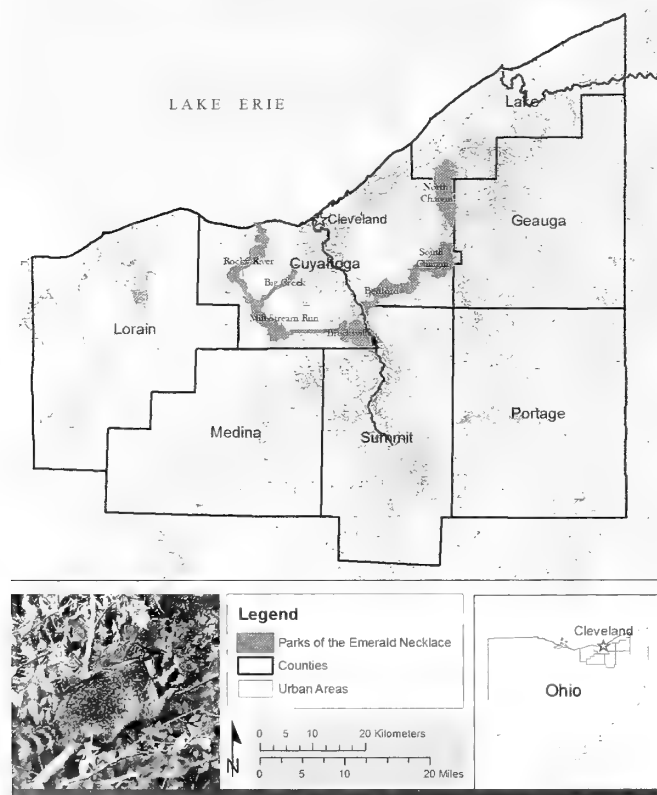 LAKE ERIE
Lake
North
Chagrin
Cleveland
Geauga
South
Chagrin
Rocky River
Cuyahoga
Big Creek
Bedford
Mill Stream Run
Brecksville
Lorain
Portage
Medina
Summit
Legend
Parks of the Emerald Necklace
Counties
Urban Areas
0 5 10 20 Kilometers
0 5 10 20 Miles
N
Cleveland
Ohio